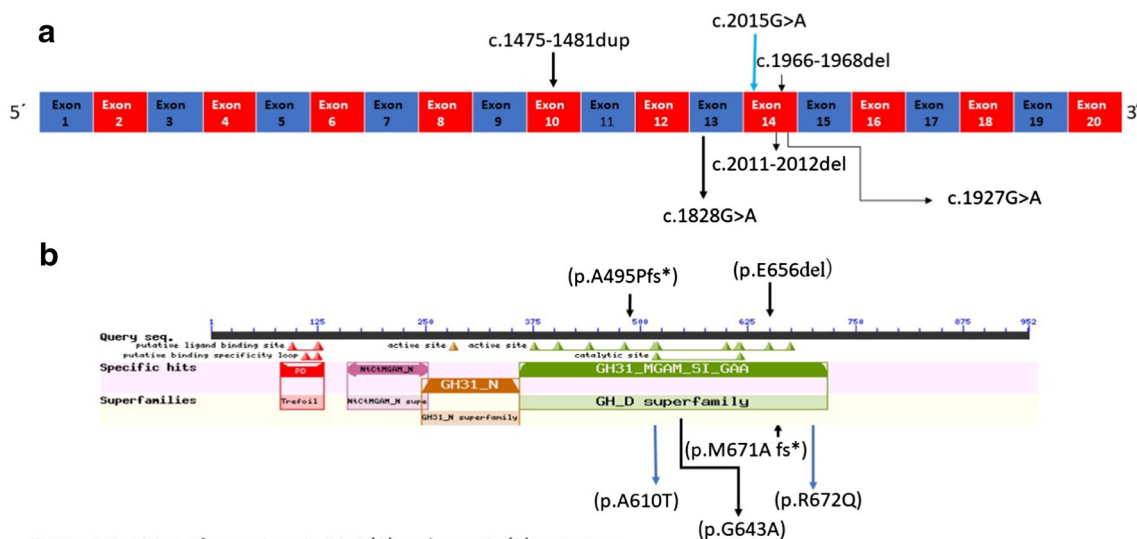 a
c.2015G>A
c.1475-1481dup
c.1966-1968del
5´ Exon 1 Exon 2 Exon 3 Exon 4 Exon 5 Exon 6 Exon 7 Exon 8 Exon 9 Exon 10 Exon 11 Exon 12 Exon 13 Exon 14 Exon 15 Exon 16 Exon 17 Exon 18 Exon 19 Exon 20 3´
c.2011-2012del
c.1828G>A
c.1927G>A
b
(p.A495Pfs*)
(p.E656del)
1 125 250 375 500 625 750 875 952
Query seq.
putative ligand binding site active site active site
putative binding specificity loop catalytic site
Specific hits PD NtCtMGAM_N GH31_MGAM_SI_GAA
GH31_N
Superfamilies Trefoil NtCtMGAM_N supe GH_D superfamily
GH31_N superfamily
(p.M671A fs*)
(p.A610T)
(p.R672Q)
(p.G643A)